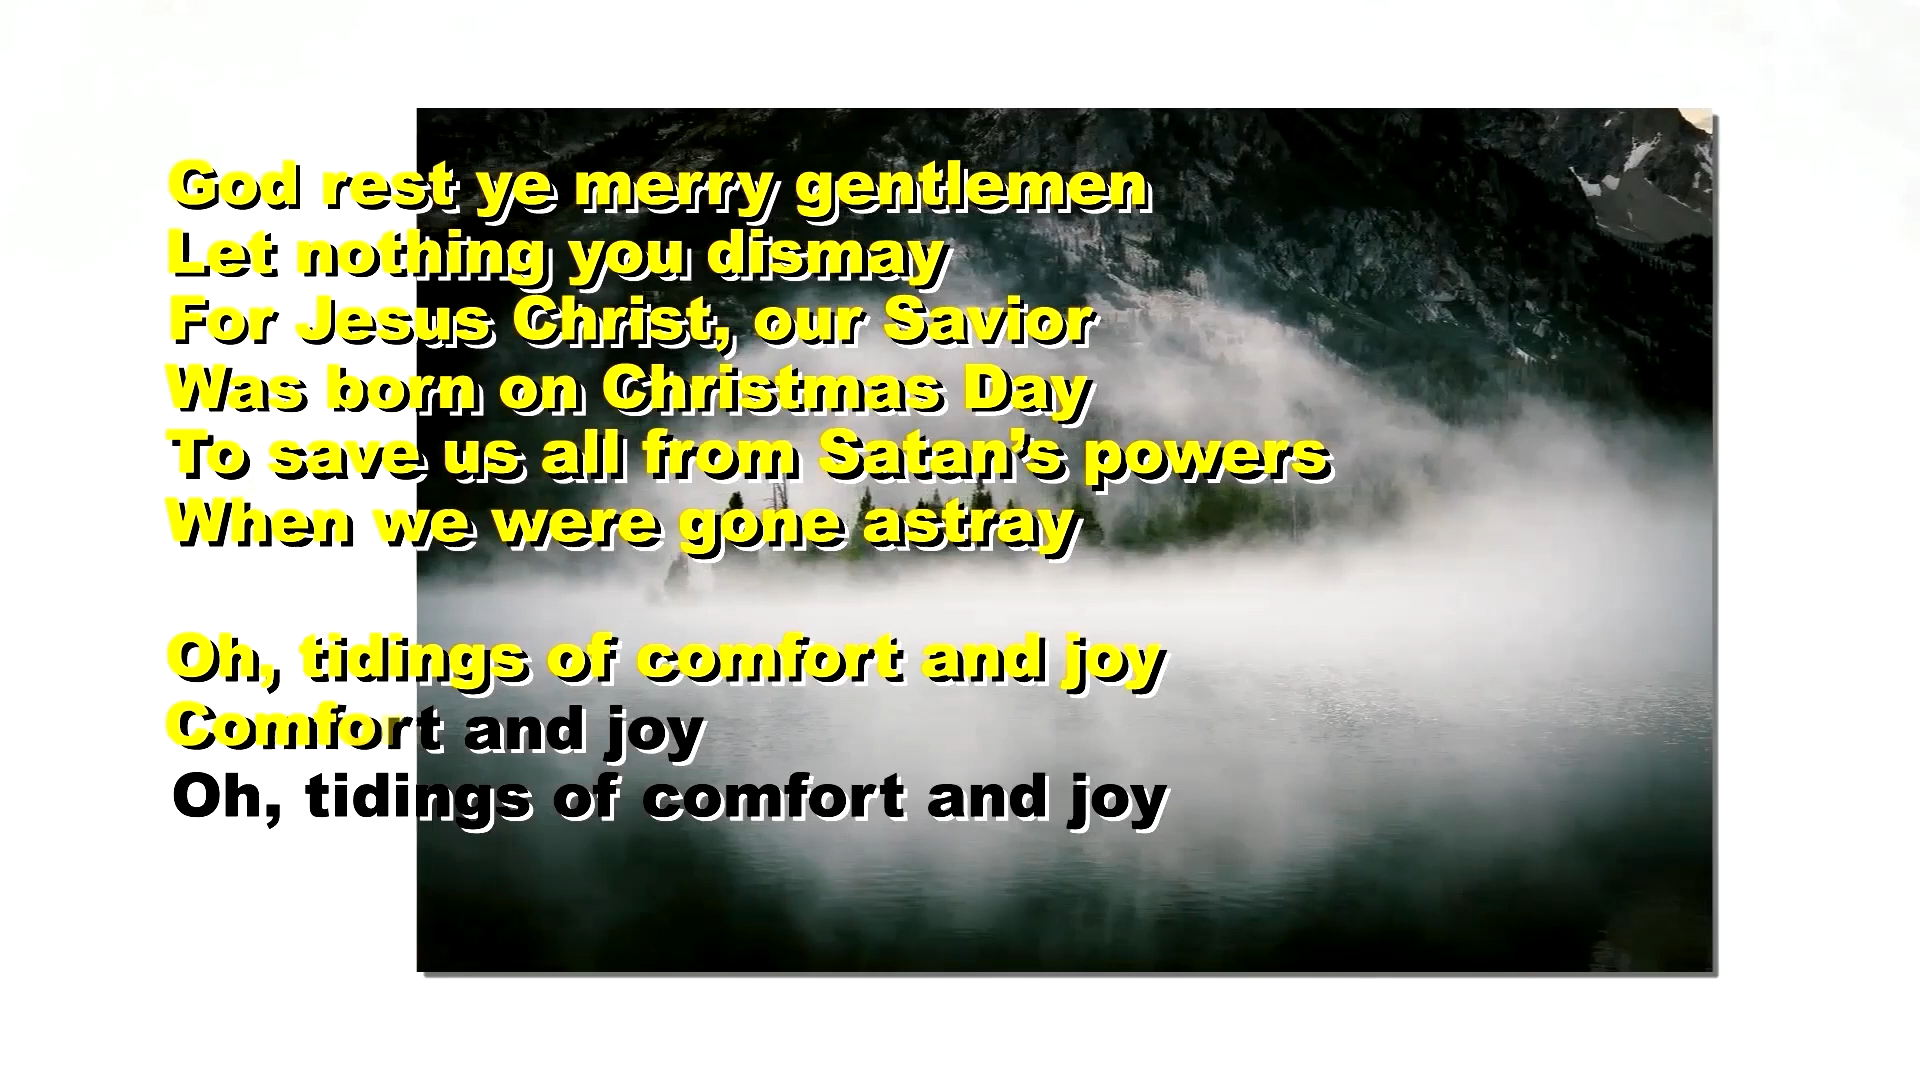 God rest ye merry gentlemen
Let nothing you dismay
For Jesus Christ, our Savior
Was born on Christmas Day
To save us all from Satan’s powers
When we were gone astray
Oh, tidings of comfort and joy
Comfort and joy
Oh, tidings of comfort and joy